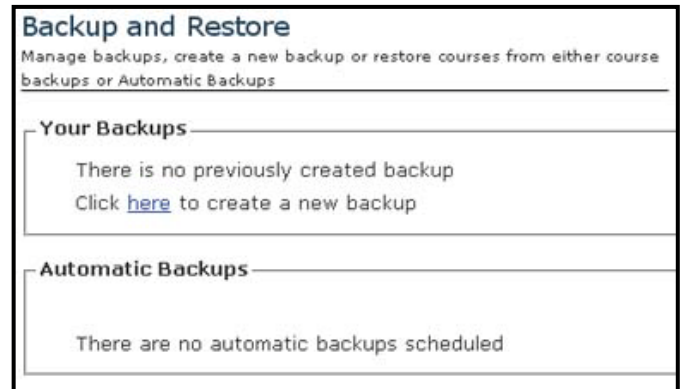 Backup and Restore
Manage backups, create a new backup or restore courses from either course
backups or Automatic Backups
Your Backups
There is no previously created backup
Click here to create a new backup
Automatic Backups
There are no automatic backups scheduled